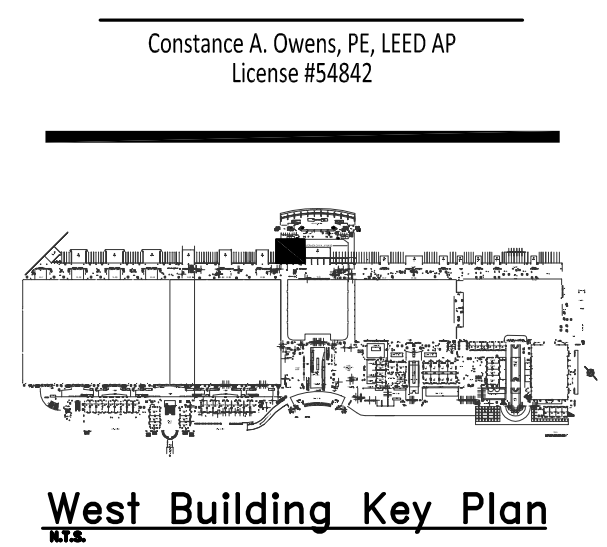 Constance A. Owens, PE, LEED AP
License #54842
West Building Key Plan
N.T.S.